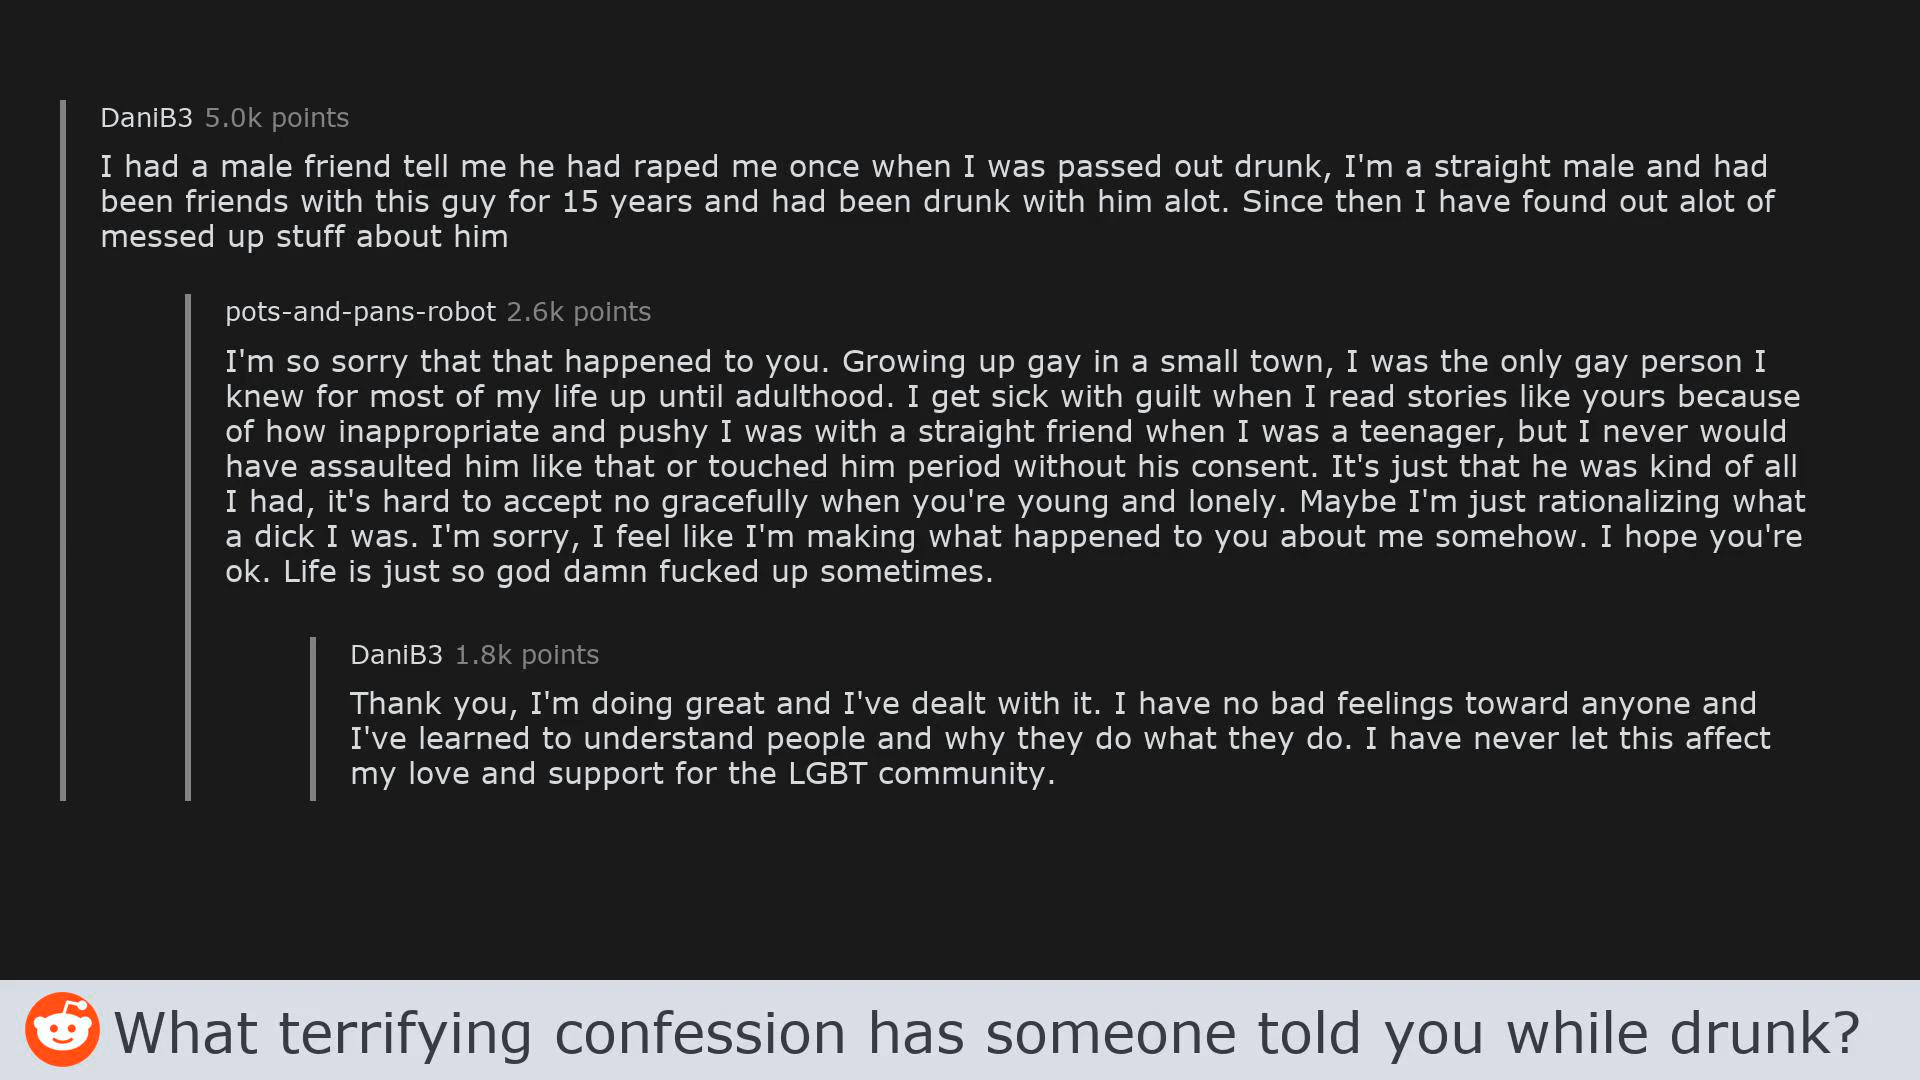 DaniB3 5.0k points
I had a male friend tell me he had raped me once when I was passed out drunk, I'm a straight male and had
been friends with this guy for 15 years and had been drunk with him alot. Since then I have found out alot of
messed up stuff about him
pots-and-pans-robot 2.6k points
I'm so sorry that that happened to you. Growing up gay in a small town, I was the only gay person I
knew for most of my life up until adulthood. I get sick with guilt when I read stories like yours because
of how inappropriate and pushy I was with a straight friend when I was a teenager, but I never would
have assaulted him like that or touched him period without his consent. It's just that he was kind of all
I had, it's hard to accept no gracefully when you're young and lonely. Maybe I'm just rationalizing what
a dick I was. I'm sorry, I feel like I'm making what happened to you about me somehow. I hope you're
ok. Life is just so god damn fucked up sometimes.
DaniB3 1.8k points
Thank you, I'm doing great and I've dealt with it. I have no bad feelings toward anyone and
I've learned to understand people and why they do what they do. I have never let this affect
my love and support for the LGBT community.
What terrifying confession has someone told you while drunk?